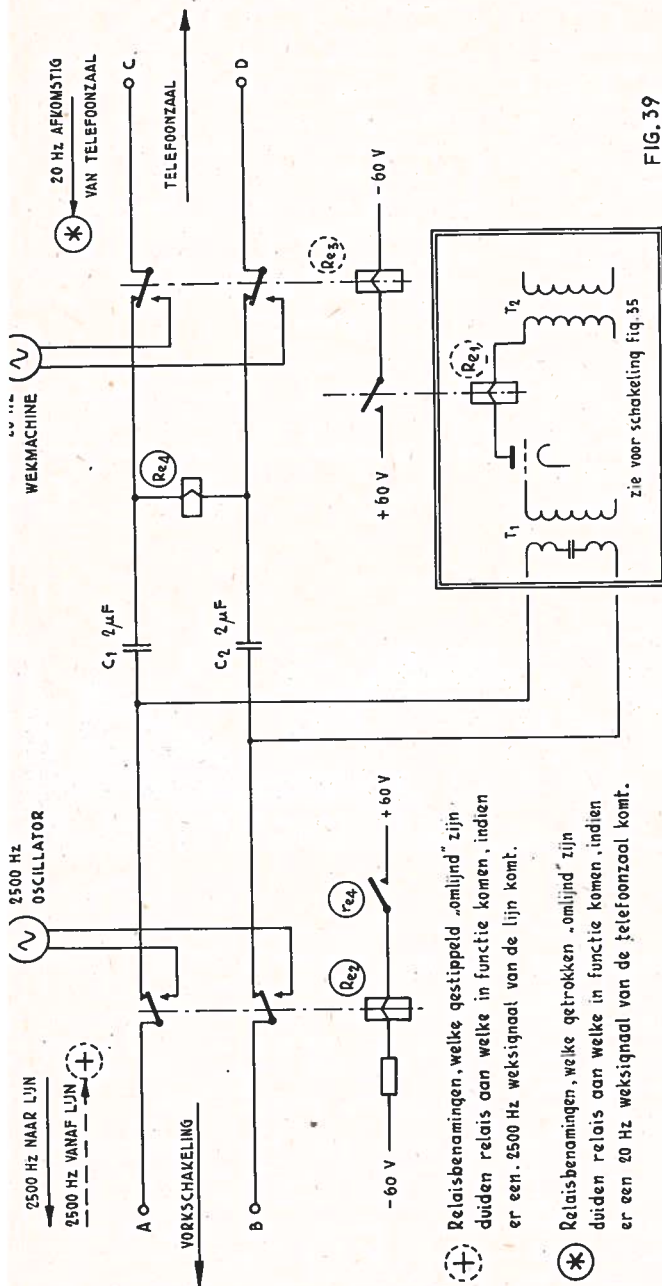 2500 Hz NAAR LIJN
2500 Hz VANAF LIJN
+
2500 Hz
OSCILLATOR
Hz
WEKMACHINE
20 Hz AFKOMSTIG
VAN TELEFOONZAAL
*
A
B
VORKSCHAKELING
C
D
TELEFOONZAAL
C1 2µF
C2 2µF
Re4
Re2
re4
-60 V
+60 V
Re3
+60 V
-60 V
T1
Re1
T2
zie voor schakeling fig. 35
+ Relaisbenamingen, welke gestippeld „omlijnd” zijn
duiden relais aan welke in functie komen, indien
er een 2500 Hz weksignaal van de lijn komt.
* Relaisbenamingen, welke getrokken „omlijnd” zijn
duiden relais aan welke in functie komen, indien
er een 20 Hz weksignaal van de telefoonzaal komt.
FIG. 39